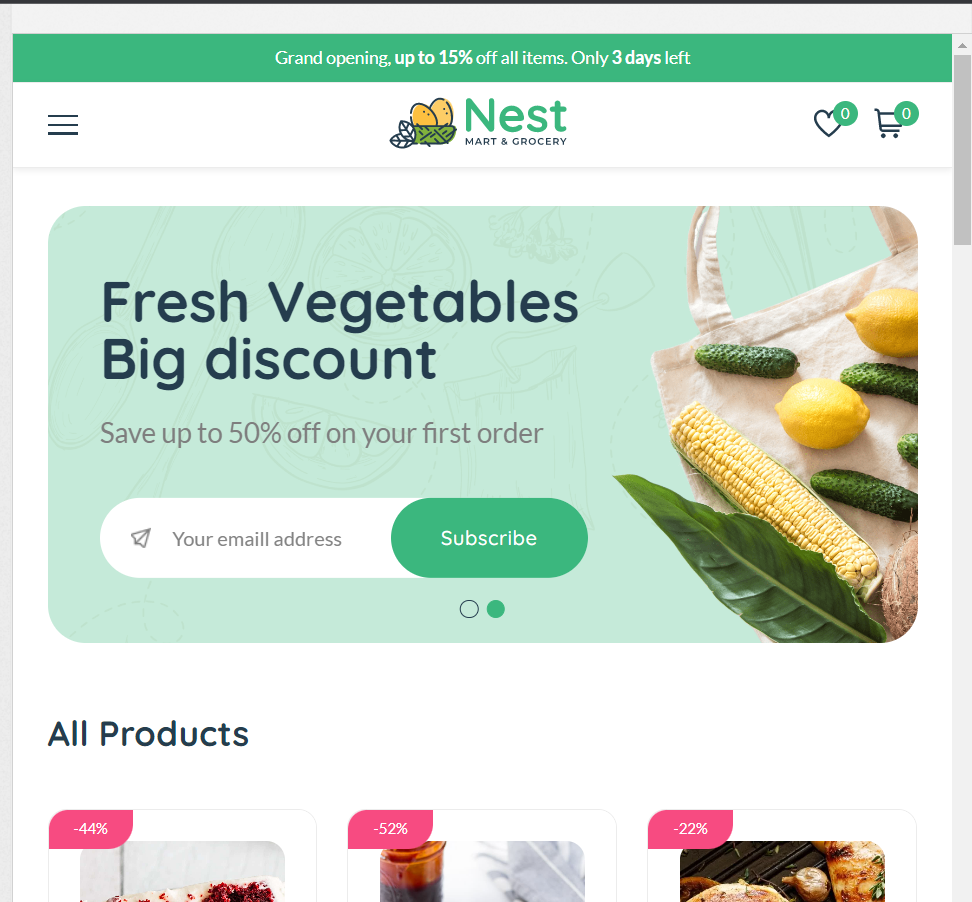 Grand opening, up to 15% off all items. Only 3 days left
Nest
MART & GROCERY
0
0
Fresh Vegetables
Big discount
Save up to 50% off on your first order
Your emaill address
Subscribe
All Products
-44%
-52%
-22%